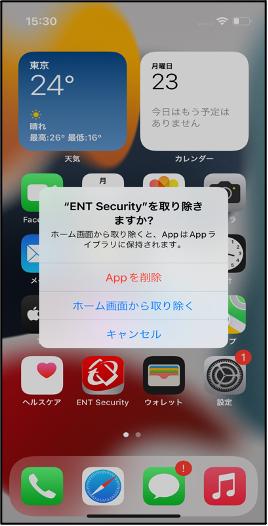 15:30
東京
24°
晴れ
最高:26° 最低:16°
天気
月曜日
23
今日はもう予定は
ありません
カレンダー
月
"ENT Security"を取り除き
ますか?
ホーム画面から取り除くと、AppはAppラ
イブラリに保持されます。
Appを削除
ホーム画面から取り除く
キャンセル
ヘルスケア
ENT Security
ウォレット
1
設定
!